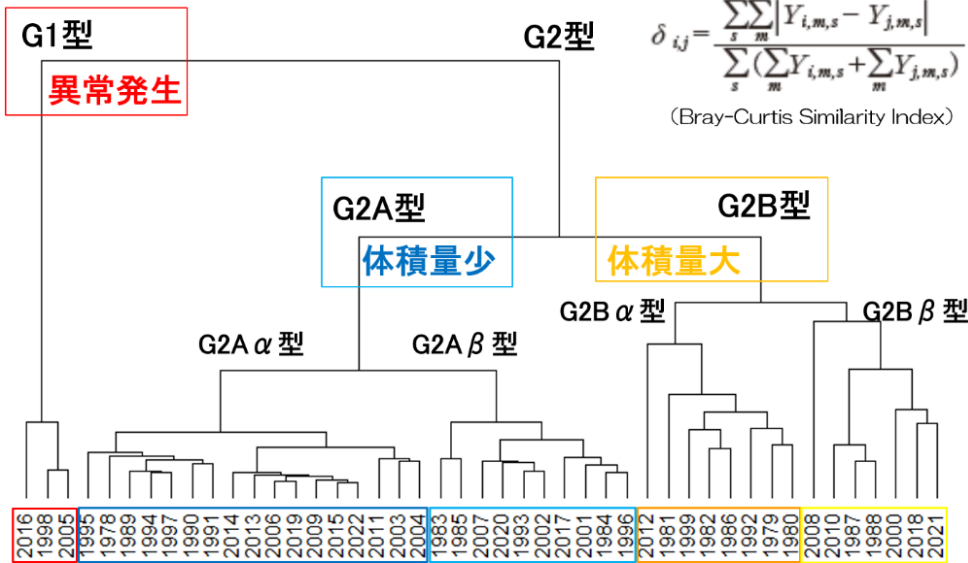 G1型
G2型
異常発生
δ i,j = ∑s ∑m |Yi,m,s − Yj,m,s| / ∑s (∑m Yi,m,s + ∑m Yj,m,s)
(Bray-Curtis Similarity Index)
G2A型
G2B型
体積量少
体積量大
G2Bα型
G2Bβ型
G2Aα型
G2Aβ型
2016 1998 2005 1995 1978 1989 1994 1997 1990 1991 2014 2013 2006 2019 2009 2015 2022 2011 2003 2004 1983 1985 2007 2020 1993 2002 2017 2001 1984 1996 2012 1981 1999 1982 1986 1992 1979 1980 2008 2010 1987 1988 2000 2018 2021